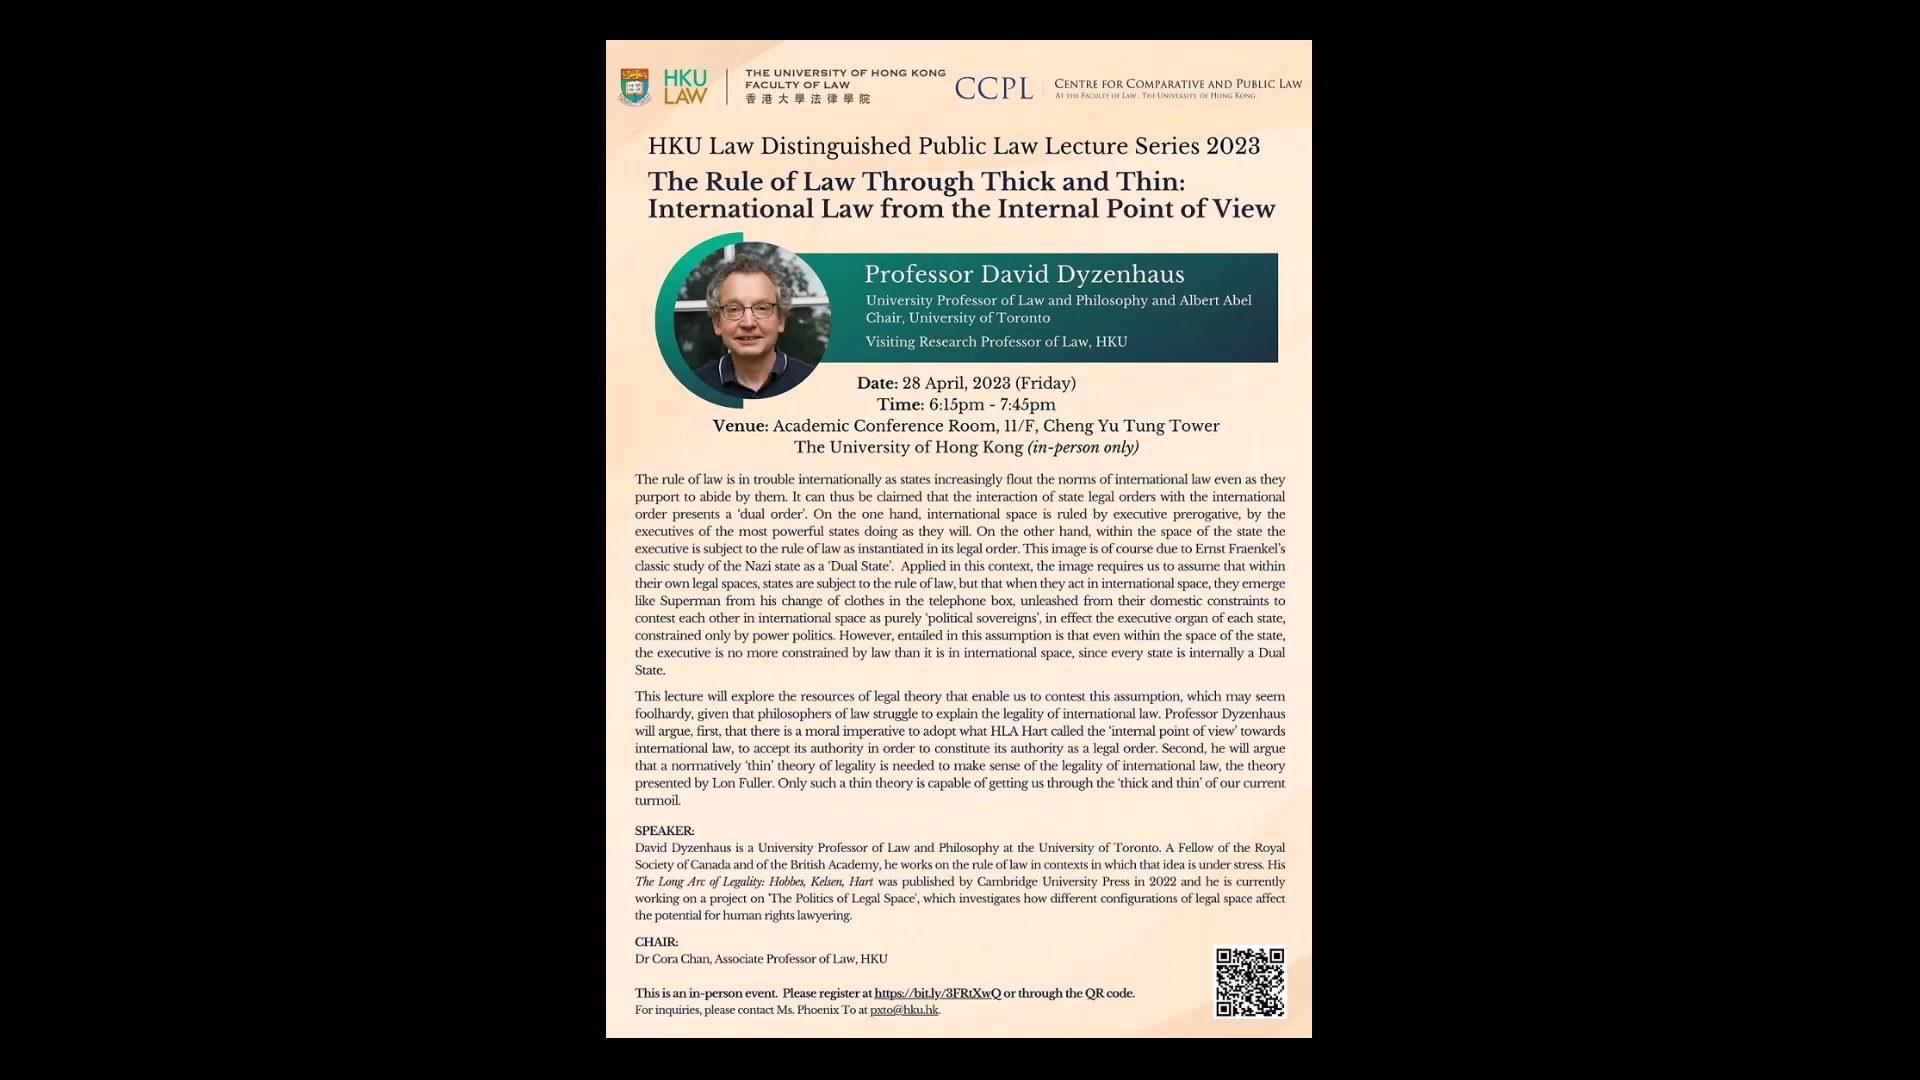 HKU
LAW
THE UNIVERSITY OF HONG KONG
FACULTY OF LAW
香港大學法律學院
CCPL
CENTRE FOR COMPARATIVE AND PUBLIC LAW
AT THE FACULTY OF LAW . THE UNIVERSITY OF HONG KONG
HKU Law Distinguished Public Law Lecture Series 2023
The Rule of Law Through Thick and Thin:
International Law from the Internal Point of View
Professor David Dyzenhaus
University Professor of Law and Philosophy and Albert Abel
Chair, University of Toronto
Visiting Research Professor of Law, HKU
Date: 28 April, 2023 (Friday)
Time: 6:15pm - 7:45pm
Venue: Academic Conference Room, 11/F, Cheng Yu Tung Tower
The University of Hong Kong (in-person only)
The rule of law is in trouble internationally as states increasingly flout the norms of international law even as they
purport to abide by them. It can thus be claimed that the interaction of state legal orders with the international
order presents a ‘dual order’. On the one hand, international space is ruled by executive prerogative, by the
executives of the most powerful states doing as they will. On the other hand, within the space of the state the
executive is subject to the rule of law as instantiated in its legal order. This image is of course due to Ernst Fraenkel’s
classic study of the Nazi state as a ‘Dual State’. Applied in this context, the image requires us to assume that within
their own legal spaces, states are subject to the rule of law, but that when they act in international space, they emerge
like Superman from his change of clothes in the telephone box, unleashed from their domestic constraints to
contest each other in international space as purely ‘political sovereigns’, in effect the executive organ of each state,
constrained only by power politics. However, entailed in this assumption is that even within the space of the state,
the executive is no more constrained by law than it is in international space, since every state is internally a Dual
State.
This lecture will explore the resources of legal theory that enable us to contest this assumption, which may seem
foolhardy, given that philosophers of law struggle to explain the legality of international law. Professor Dyzenhaus
will argue, first, that there is a moral imperative to adopt what HLA Hart called the ‘internal point of view’ towards
international law, to accept its authority in order to constitute its authority as a legal order. Second, he will argue
that a normatively ‘thin’ theory of legality is needed to make sense of the legality of international law, the theory
presented by Lon Fuller. Only such a thin theory is capable of getting us through the ‘thick and thin’ of our current
turmoil.
SPEAKER:
David Dyzenhaus is a University Professor of Law and Philosophy at the University of Toronto. A Fellow of the Royal
Society of Canada and of the British Academy, he works on the rule of law in contexts in which that idea is under stress. His
The Long Arc of Legality: Hobbes, Kelsen, Hart was published by Cambridge University Press in 2022 and he is currently
working on a project on 'The Politics of Legal Space', which investigates how different configurations of legal space affect
the potential for human rights lawyering.
CHAIR:
Dr Cora Chan, Associate Professor of Law, HKU
This is an in-person event. Please register at https://bit.ly/3FRtXwQ or through the QR code.
For inquiries, please contact Ms. Phoenix To at pxto@hku.hk.